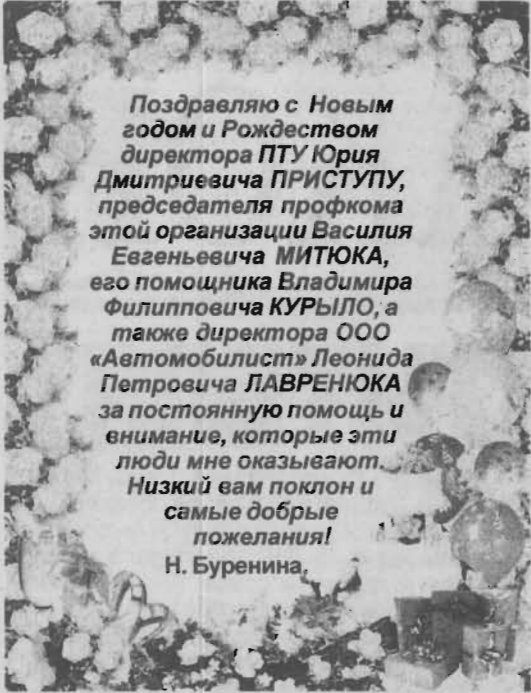 Поздравляю с Новым
годом и Рождеством
директора ПТУ Юрия
Дмитриевича ПРИСТУПУ,
председателя профкома
этой организации Василия
Евгеньевича МИТЮКА,
его помощника Владимира
Филипповича КУРЫЛО, а
также директора ООО
«Автомобилист» Леонида
Петровича ЛАВРЕНЮКА
за постоянную помощь и
внимание, которые эти
люди мне оказывают.
Низкий вам поклон и
самые добрые
пожелания!
Н. Буренина.